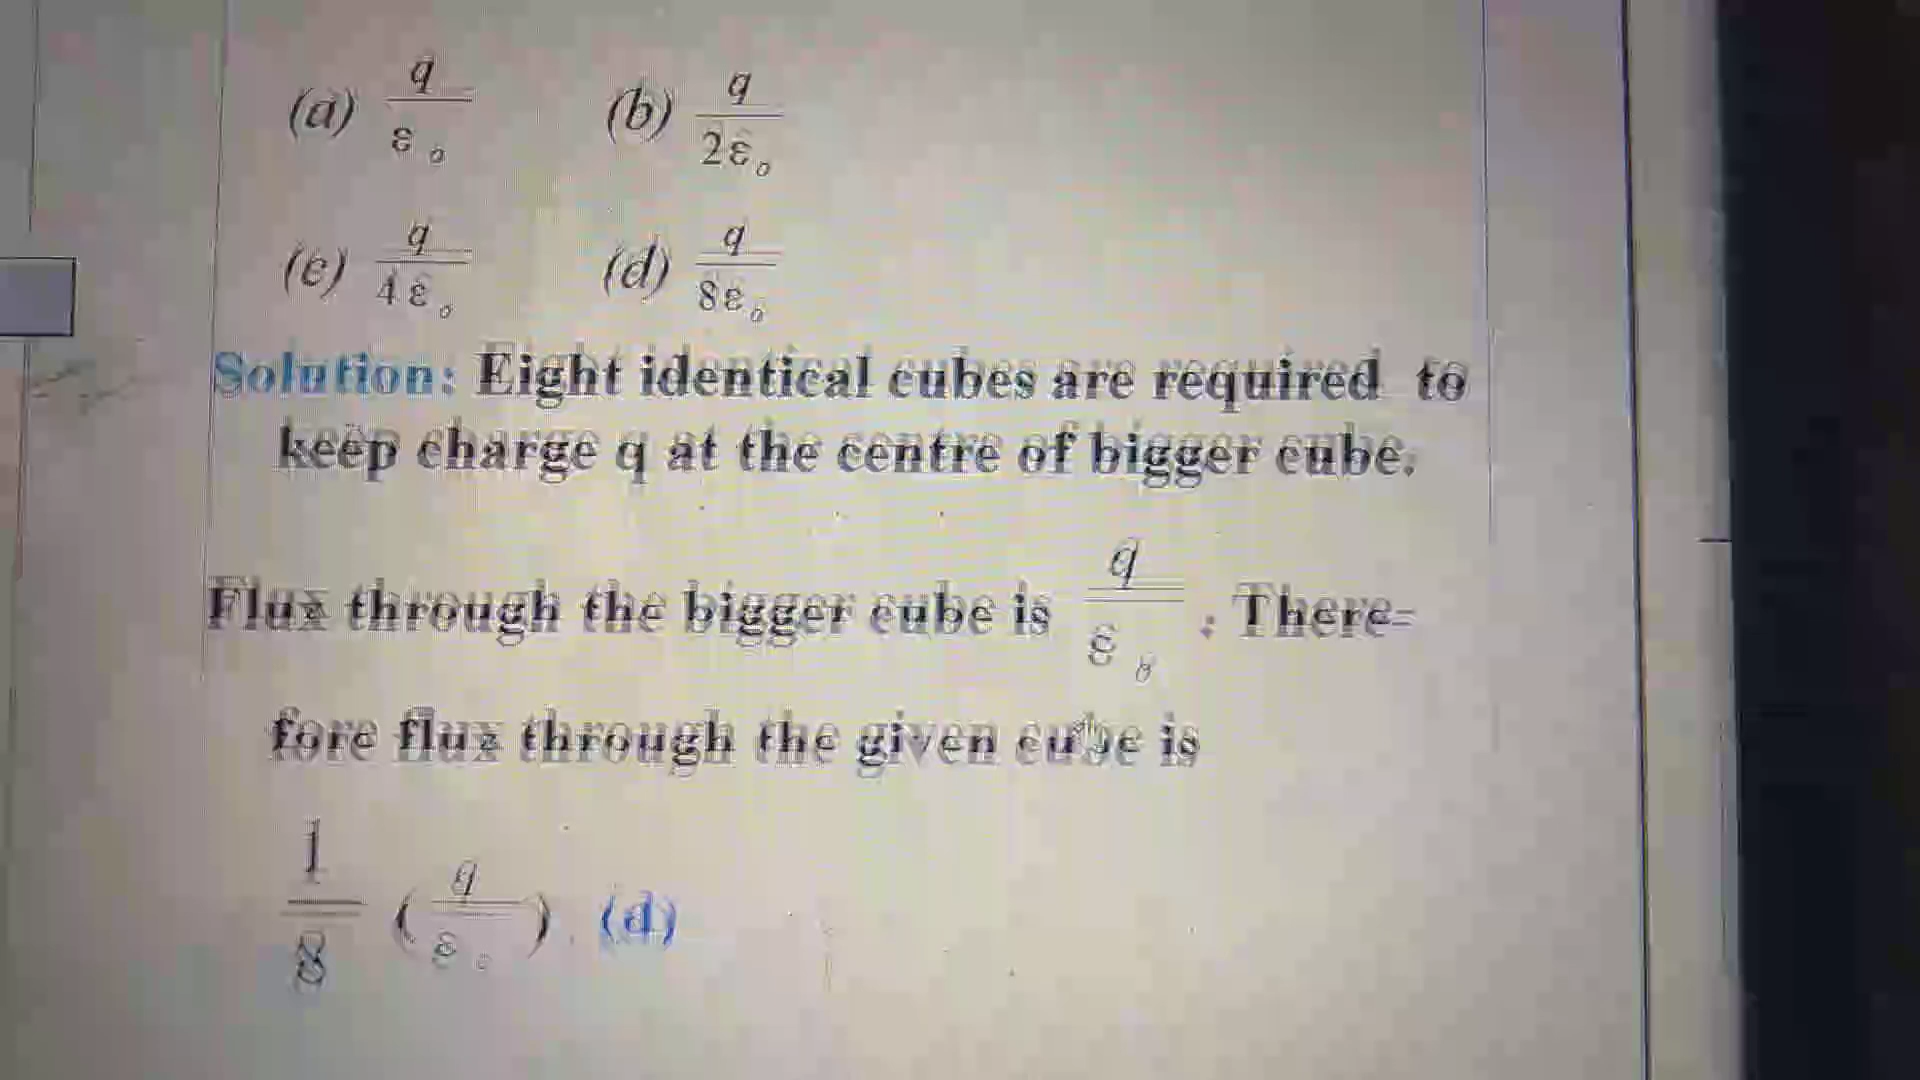 (a) q/ε₀ (b) q/2ε₀
(c) q/4ε₀ (d) q/8ε₀
Solution: Eight identical cubes are required to
keep charge q at the centre of bigger cube.
Flux through the bigger cube is q/ε₀. There-
fore flux through the given cube is
1/8 (q/ε₀). (d)